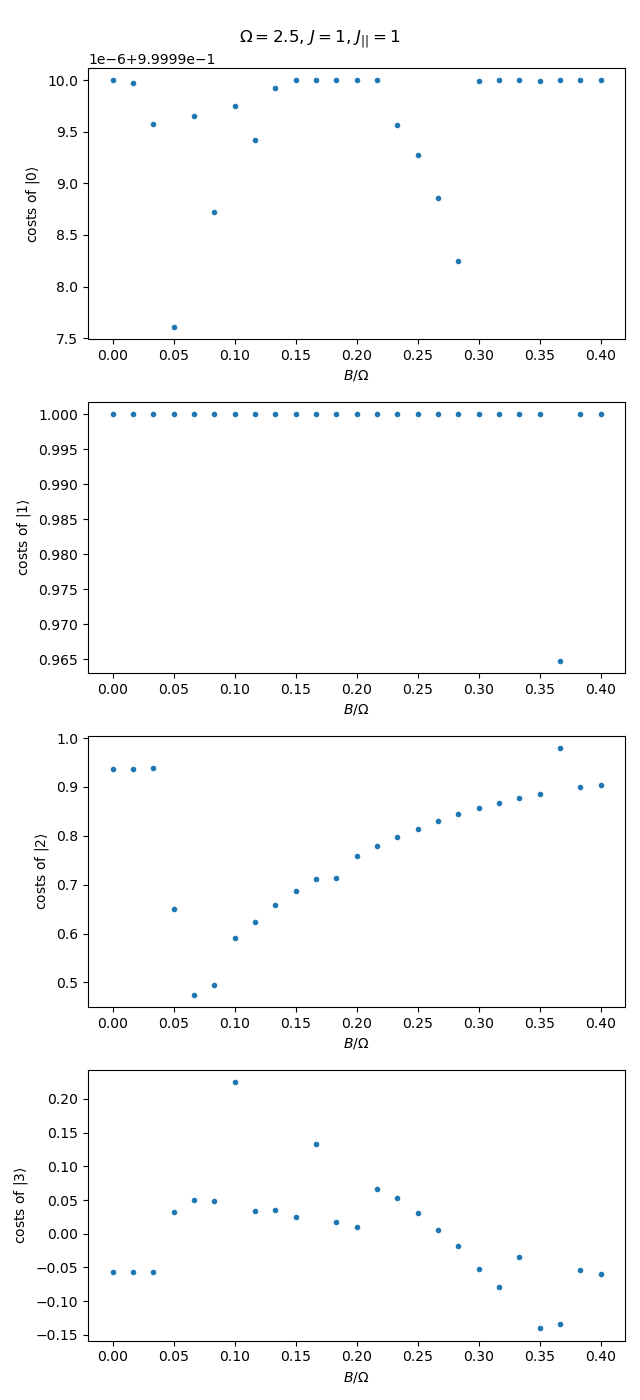 Ω = 2.5, J = 1, J_{||} = 1
1e−6+9.9999e−1
10.0
9.5
9.0
8.5
8.0
7.5
costs of |0⟩
0.00 0.05 0.10 0.15 0.20 0.25 0.30 0.35 0.40
B/Ω
1.000
0.995
0.990
0.985
0.980
0.975
0.970
0.965
costs of |1⟩
0.00 0.05 0.10 0.15 0.20 0.25 0.30 0.35 0.40
B/Ω
1.0
0.9
0.8
0.7
0.6
0.5
costs of |2⟩
0.00 0.05 0.10 0.15 0.20 0.25 0.30 0.35 0.40
B/Ω
0.20
0.15
0.10
0.05
0.00
−0.05
−0.10
−0.15
costs of |3⟩
0.00 0.05 0.10 0.15 0.20 0.25 0.30 0.35 0.40
B/Ω